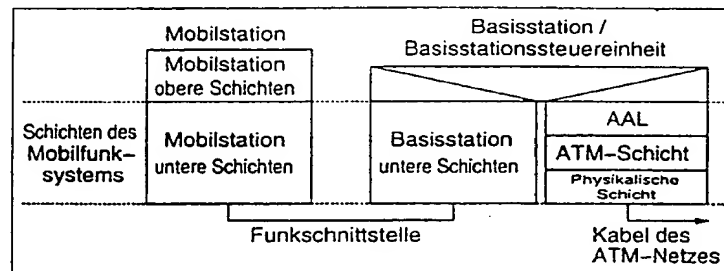 Mobilstation
Basisstation /
Basisstationssteuereinheit
Mobilstation
obere Schichten
Schichten des
Mobilfunk-
systems
Mobilstation
untere Schichten
Basisstation
untere Schichten
AAL
ATM-Schicht
Physikalische
Schicht
Funkschnittstelle
Kabel des
ATM-Netzes